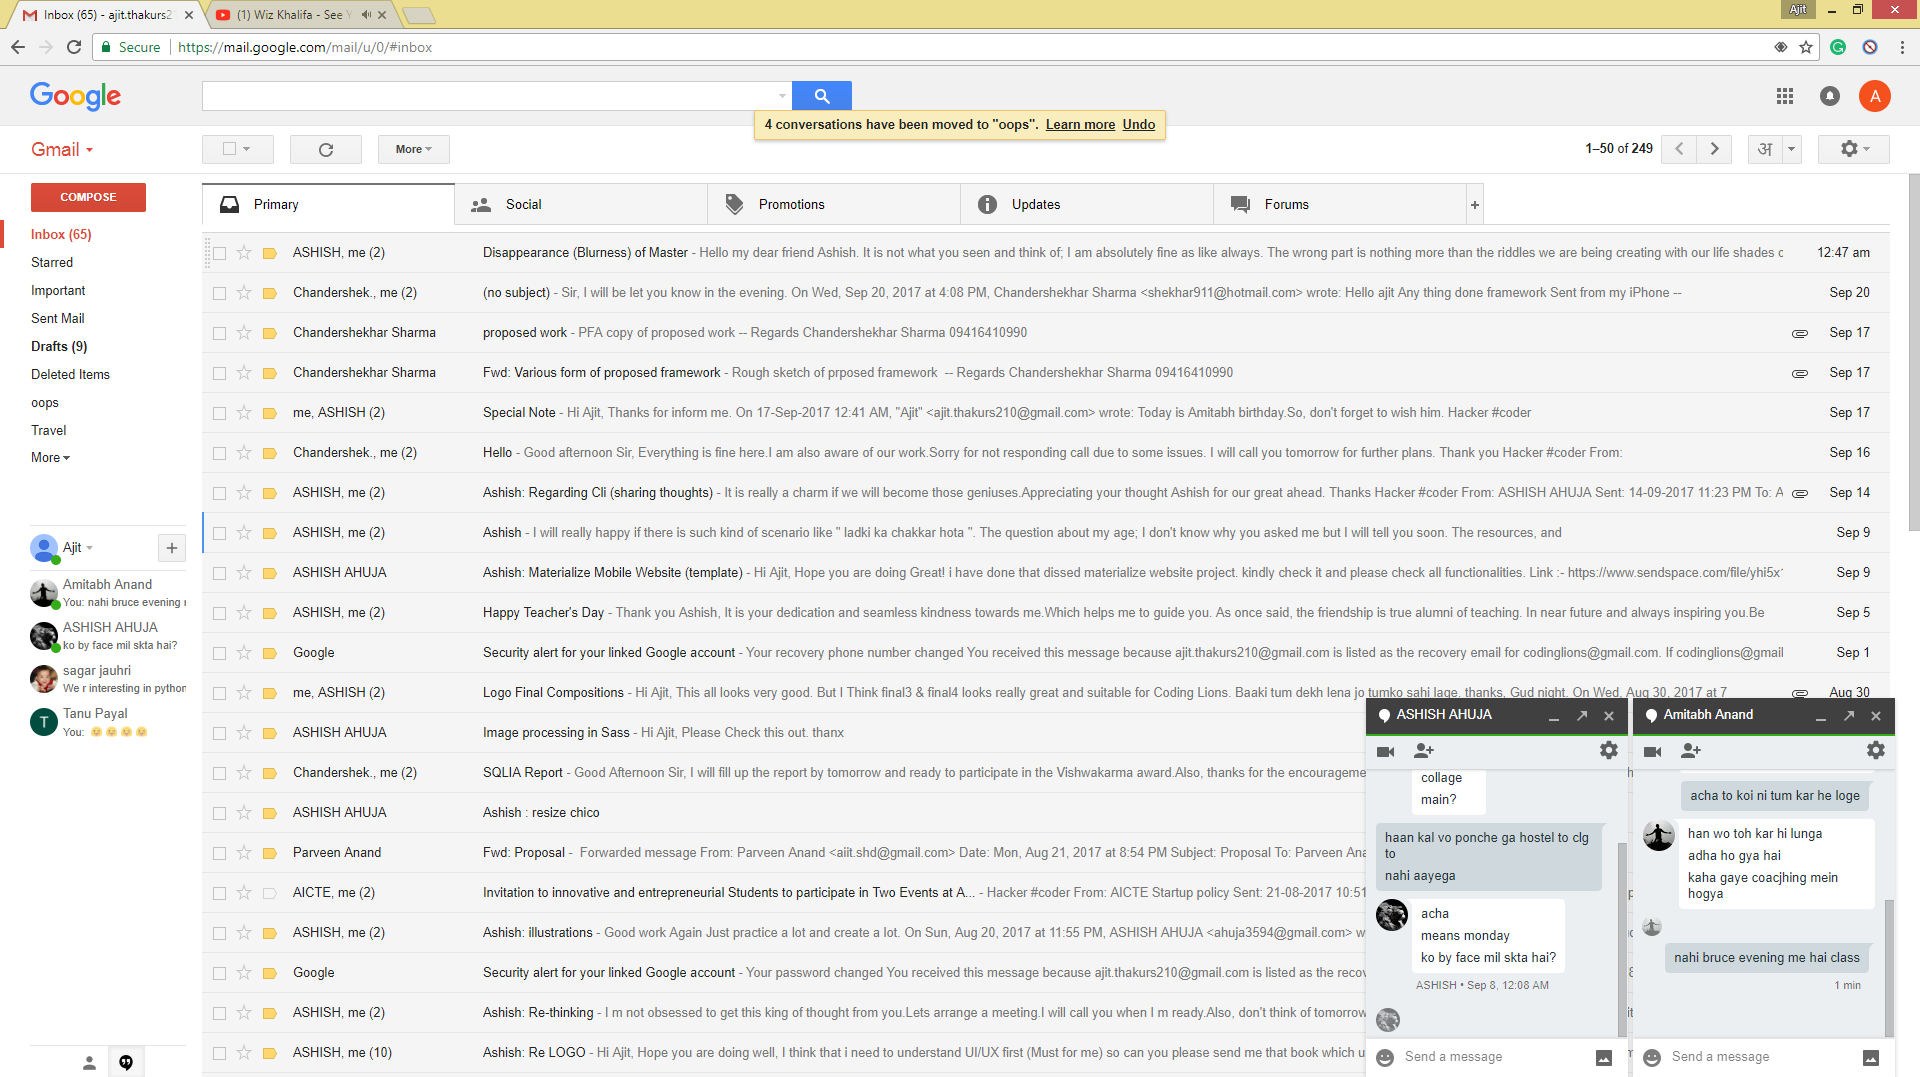 Inbox (65) - ajit.thakurs2
(1) Wiz Khalifa - See Y
Ajit
Secure
https://mail.google.com/mail/u/0/#inbox
Google
A
4 conversations have been moved to "oops". Learn more Undo
Gmail
More
1–50 of 249
अ
COMPOSE
Inbox (65)
Starred
Important
Sent Mail
Drafts (9)
Deleted Items
oops
Travel
More
Ajit
Amitabh Anand
You: nahi bruce evening
ASHISH AHUJA
ko by face mil skta hai?
sagar jauhri
We r interesting in python
T
Tanu Payal
You:
Primary
Social
Promotions
Updates
Forums
ASHISH, me (2) Disappearance (Blurness) of Master - Hello my dear friend Ashish. It is not what you seen and think of; I am absolutely fine as like always. The wrong part is nothing more than the riddles we are being creating with our life shades 12:47 am
Chandershek., me (2) (no subject) - Sir, I will be let you know in the evening. On Wed, Sep 20, 2017 at 4:08 PM, Chandershekhar Sharma <shekhar911@hotmail.com> wrote: Hello ajit Any thing done framework Sent from my iPhone -- Sep 20
Chandershekhar Sharma proposed work - PFA copy of proposed work -- Regards Chandershekhar Sharma 09416410990 Sep 17
Chandershekhar Sharma Fwd: Various form of proposed framework - Rough sketch of prposed framework -- Regards Chandershekhar Sharma 09416410990 Sep 17
me, ASHISH (2) Special Note - Hi Ajit, Thanks for inform me. On 17-Sep-2017 12:41 AM, "Ajit" <ajit.thakurs210@gmail.com> wrote: Today is Amitabh birthday.So, don't forget to wish him. Hacker #coder Sep 17
Chandershek., me (2) Hello - Good afternoon Sir, Everything is fine here.I am also aware of our work.Sorry for not responding call due to some issues. I will call you tomorrow for further plans. Thank you Hacker #coder From: Sep 16
ASHISH, me (2) Ashish: Regarding Cli (sharing thoughts) - It is really a charm if we will become those geniuses.Appreciating your thought Ashish for our great ahead. Thanks Hacker #coder From: ASHISH AHUJA Sent: 14-09-2017 11:23 PM To: A Sep 14
ASHISH, me (2) Ashish - I will really happy if there is such kind of scenario like " ladki ka chakkar hota ". The question about my age; I don't know why you asked me but I will tell you soon. The resources, and Sep 9
ASHISH AHUJA Ashish: Materialize Mobile Website (template) - Hi Ajit, Hope you are doing Great! i have done that dissed materialize website project. kindly check it and please check all functionalities. Link :- https://www.sendspace.com/file/yhi5x Sep 9
ASHISH, me (2) Happy Teacher's Day - Thank you Ashish, It is your dedication and seamless kindness towards me.Which helps me to guide you. As once said, the friendship is true alumni of teaching. In near future and always inspiring you.Be Sep 5
Google Security alert for your linked Google account - Your recovery phone number changed You received this message because ajit.thakurs210@gmail.com is listed as the recovery email for codinglions@gmail.com. If codinglions@gmail Sep 1
me, ASHISH (2) Logo Final Compositions - Hi Ajit, This all looks very good. But I Think final3 & final4 looks really great and suitable for Coding Lions. Baaki tum dekh lena jo tumko sahi lage. thanks, Gud night. On Wed, Aug 30, 2017 at 7 Aug 30
ASHISH AHUJA Image processing in Sass - Hi Ajit, Please Check this out. thanx
Chandershek., me (2) SQLIA Report - Good Afternoon Sir, I will fill up the report by tomorrow and ready to participate in the Vishwakarma award.Also, thanks for the encourageme
ASHISH AHUJA Ashish : resize chico
Parveen Anand Fwd: Proposal - Forwarded message From: Parveen Anand <aiit.shd@gmail.com> Date: Mon, Aug 21, 2017 at 8:54 PM Subject: Proposal To: Parveen Ana
AICTE, me (2) Invitation to innovative and entrepreneurial Students to participate in Two Events at A... - Hacker #coder From: AICTE Startup policy Sent: 21-08-2017 10:51
ASHISH, me (2) Ashish: illustrations - Good work Again Just practice a lot and create a lot. On Sun, Aug 20, 2017 at 11:55 PM, ASHISH AHUJA <ahuja3594@gmail.com> w
Google Security alert for your linked Google account - Your password changed You received this message because ajit.thakurs210@gmail.com is listed as the reco
ASHISH, me (2) Ashish: Re-thinking - I m not obsessed to get this king of thought from you.Lets arrange a meeting.I will call you when I m ready.Also, don't think of tomorrow
ASHISH, me (10) Ashish: Re LOGO - Hi Ajit, Hope you are doing well, I think that i need to understand UI/UX first (Must for me) so can you please send me that book which u
ASHISH AHUJA
collage
main?
haan kal vo ponche ga hostel to clg
to
nahi aayega
acha
means monday
ko by face mil skta hai?
ASHISH • Sep 8, 12:08 AM
Send a message
Amitabh Anand
acha to koi ni tum kar he loge
han wo toh kar hi lunga
adha ho gya hai
kaha gaye coacjhing mein
hogya
nahi bruce evening me hai class
1 min
Send a message